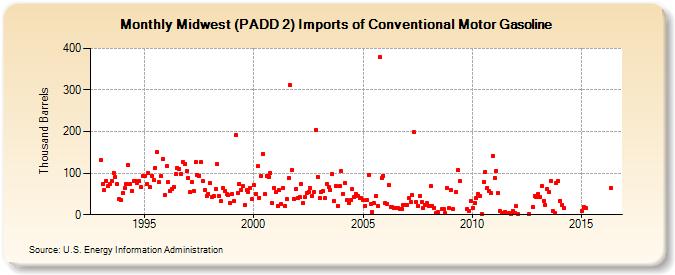 Monthly Midwest (PADD 2) Imports of Conventional Motor Gasoline
Thousand Barrels
400
300
200
100
0
1995 2000 2005 2010 2015
Source: U.S. Energy Information Administration